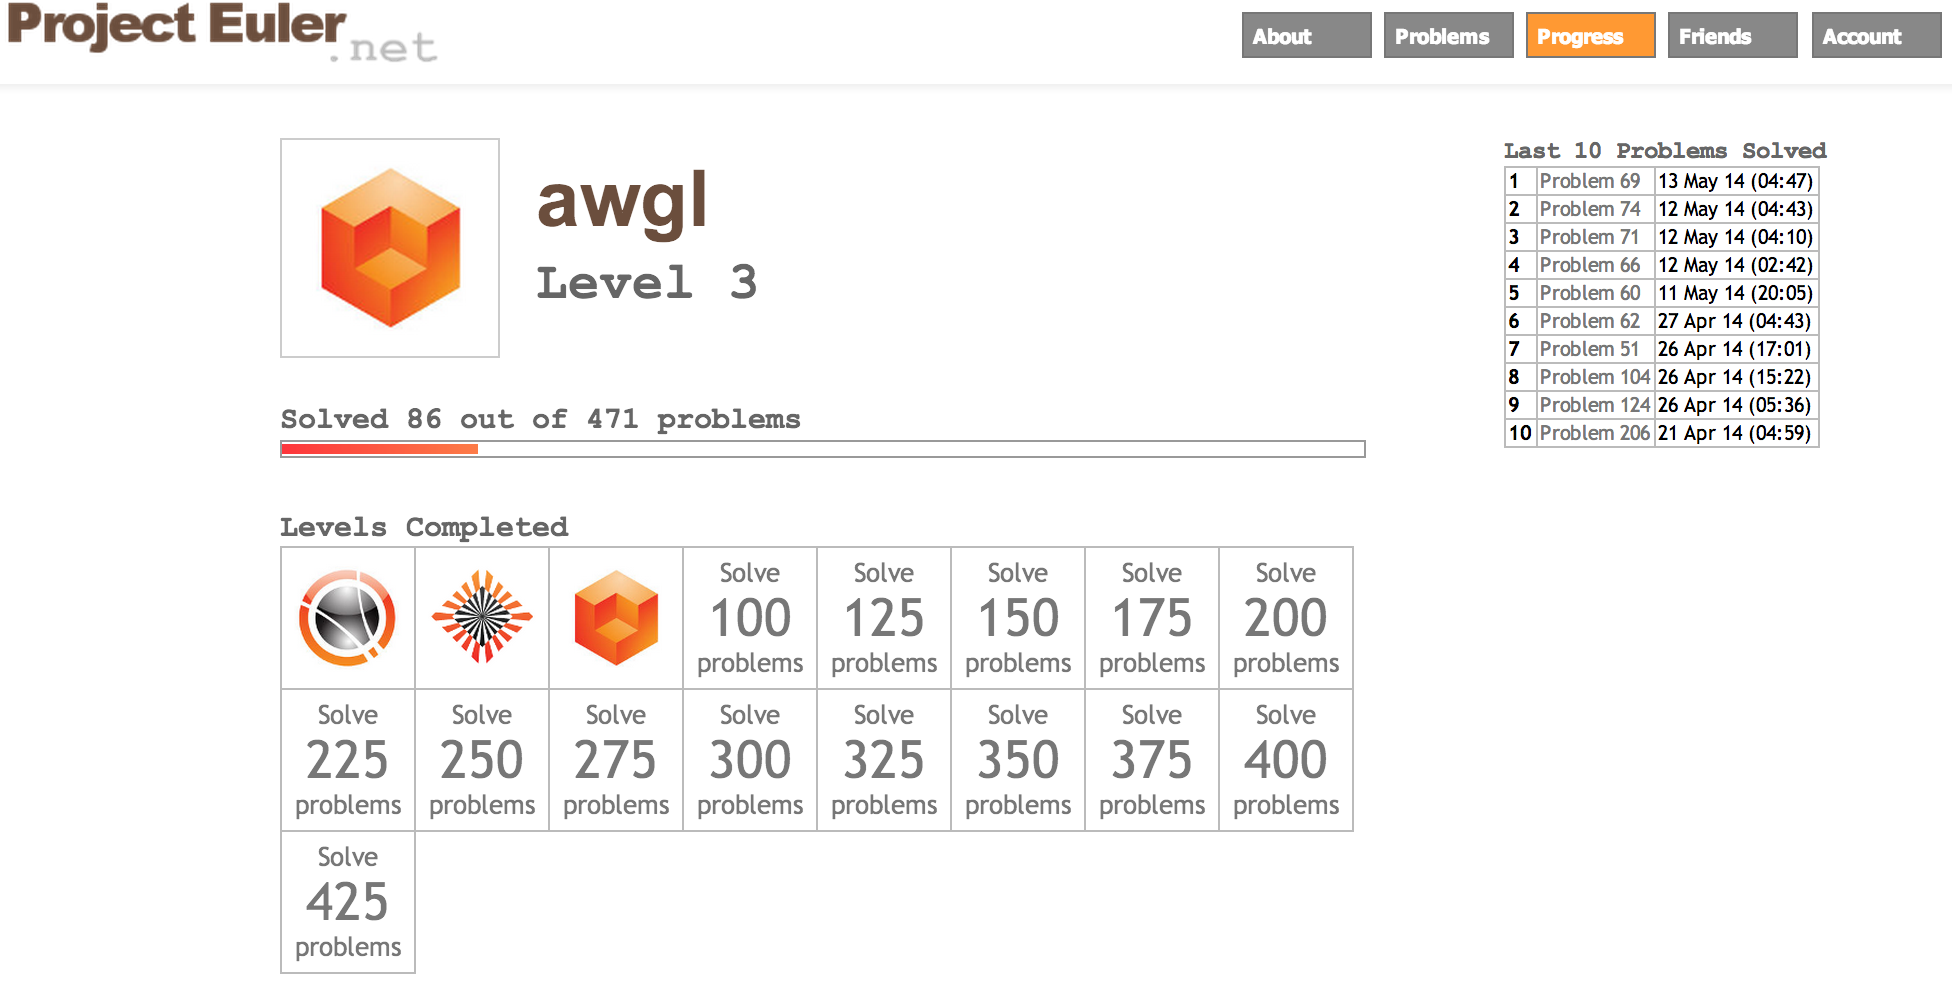 Project Euler
.net
About Problems Progress Friends Account
awgl
Level 3
Solved 86 out of 471 problems
Last 10 Problems Solved
1 Problem 69 13 May 14 (04:47)
2 Problem 74 12 May 14 (04:43)
3 Problem 71 12 May 14 (04:10)
4 Problem 66 12 May 14 (02:42)
5 Problem 60 11 May 14 (20:05)
6 Problem 62 27 Apr 14 (04:43)
7 Problem 51 26 Apr 14 (17:01)
8 Problem 104 26 Apr 14 (15:22)
9 Problem 124 26 Apr 14 (05:36)
10 Problem 206 21 Apr 14 (04:59)
Levels Completed
Solve Solve Solve Solve Solve
100 125 150 175 200
problems problems problems problems problems
Solve Solve Solve Solve Solve Solve Solve Solve
225 250 275 300 325 350 375 400
problems problems problems problems problems problems problems problems
Solve
425
problems